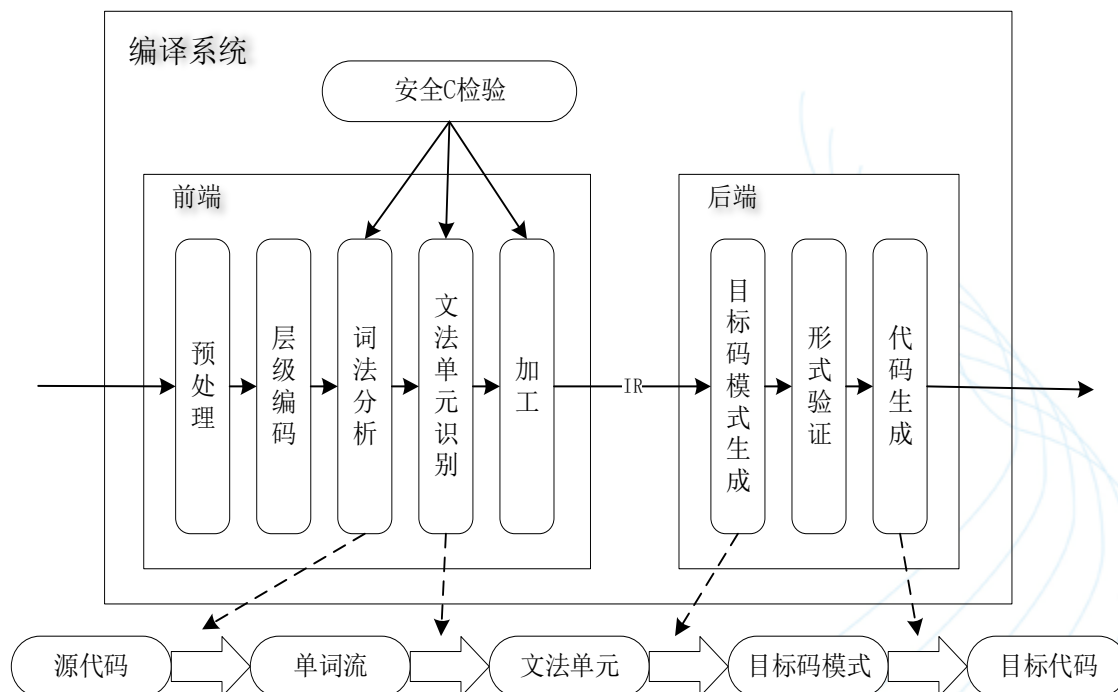 编译系统
安全C检验
前端
后端
预处理
层级编码
词法分析
文法单元识别
加工
IR
目标码模式生成
形式验证
代码生成
源代码
单词流
文法单元
目标码模式
目标代码